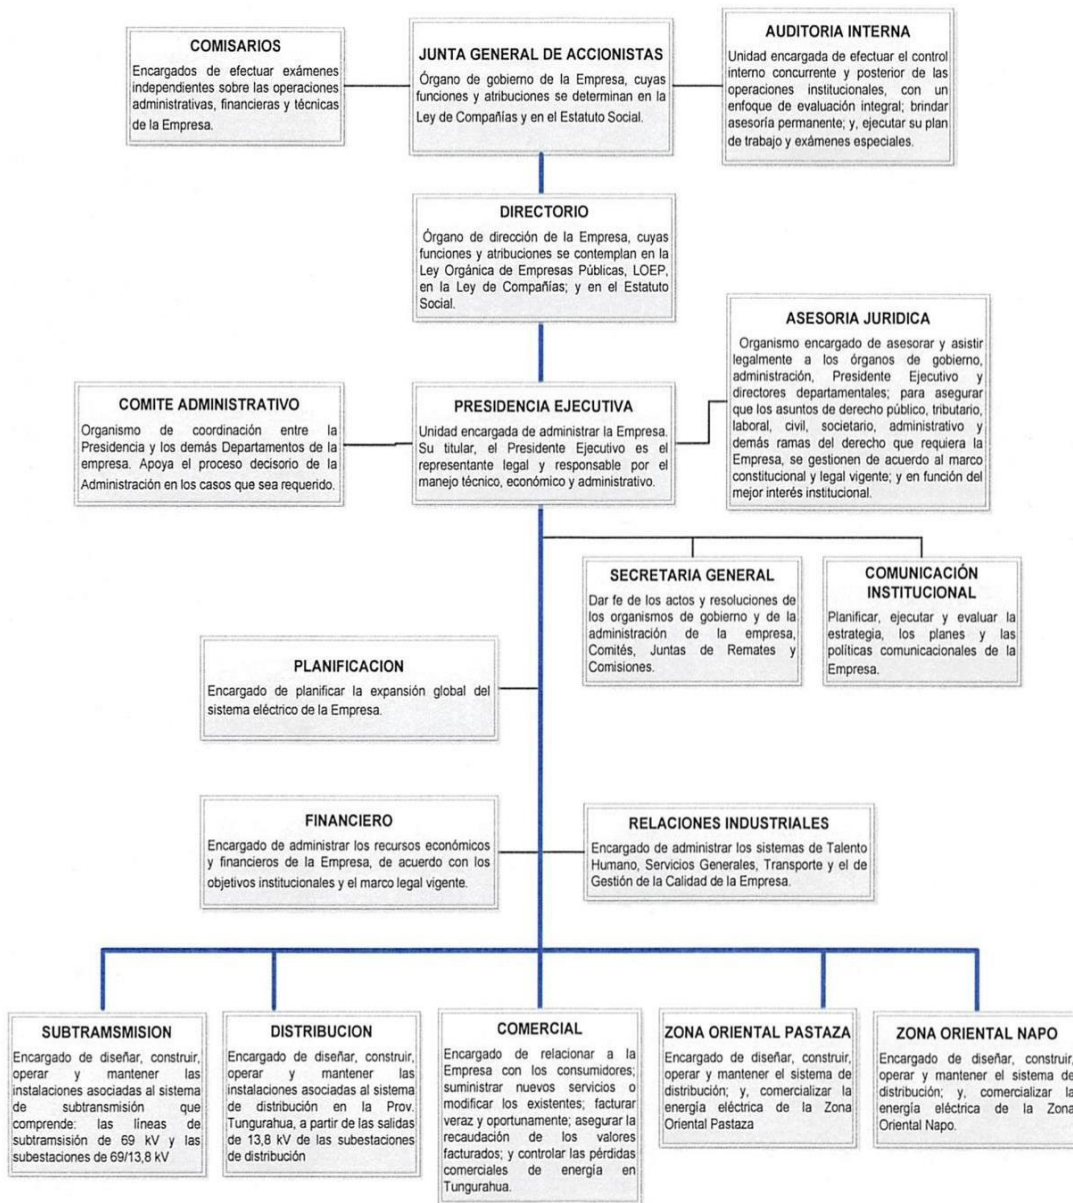 COMISARIOS
Encargados de efectuar exámenes
independientes sobre las operaciones
administrativas, financieras y técnicas
de la Empresa.
JUNTA GENERAL DE ACCIONISTAS
Órgano de gobierno de la Empresa, cuyas
funciones y atribuciones se determinan en la
Ley de Compañías y en el Estatuto Social.
AUDITORIA INTERNA
Unidad encargada de efectuar el control
interno concurrente y posterior de las
operaciones institucionales, con un
enfoque de evaluación integral; brindar
asesoría permanente; y, ejecutar su plan
de trabajo y exámenes especiales.
DIRECTORIO
Órgano de dirección de la Empresa, cuyas
funciones y atribuciones se contemplan en la
Ley Orgánica de Empresas Públicas, LOEP,
en la Ley de Compañías; y en el Estatuto
Social.
ASESORIA JURIDICA
Organismo encargado de asesorar y asistir
legalmente a los órganos de gobierno,
administración, Presidente Ejecutivo y
directores departamentales; para asegurar
que los asuntos de derecho público, tributario,
laboral, civil, societario, administrativo y
demás ramas del derecho que requiera la
Empresa, se gestionen de acuerdo al marco
constitucional y legal vigente; y en función del
mejor interés institucional.
COMITE ADMINISTRATIVO
Organismo de coordinación entre la
Presidencia y los demás Departamentos de la
empresa. Apoya el proceso decisorio de la
Administración en los casos que sea requerido.
PRESIDENCIA EJECUTIVA
Unidad encargada de administrar la Empresa.
Su titular, el Presidente Ejecutivo es el
representante legal y responsable por el
manejo técnico, económico y administrativo.
SECRETARIA GENERAL
Dar fe de los actos y resoluciones de
los organismos de gobierno y de la
administración de la empresa,
Comités, Juntas de Remates y
Comisiones.
COMUNICACIÓN
INSTITUCIONAL
Planificar, ejecutar y evaluar la
estrategia, los planes y las
políticas comunicacionales de la
Empresa.
PLANIFICACION
Encargado de planificar la expansión global del
sistema eléctrico de la Empresa.
FINANCIERO
Encargado de administrar los recursos económicos
y financieros de la Empresa, de acuerdo con los
objetivos institucionales y el marco legal vigente.
RELACIONES INDUSTRIALES
Encargado de administrar los sistemas de Talento
Humano, Servicios Generales, Transporte y el de
Gestión de la Calidad de la Empresa.
SUBTRAMSMISION
Encargado de diseñar, construir,
operar y mantener las
instalaciones asociadas al sistema
de subtransmisión que
comprende: las líneas de
subtramsisión de 69 kV y las
subestaciones de 69/13,8 kV
DISTRIBUCION
Encargado de diseñar, construir,
operar y mantener las
instalaciones asociadas al sistema
de distribución en la Prov.
Tungurahua, a partir de las salidas
de 13,8 kV de las subestaciones
de distribución
COMERCIAL
Encargado de relacionar a la
Empresa con los consumidores;
suministrar nuevos servicios o
modificar los existentes; facturar
veraz y oportunamente; asegurar la
recaudación de los valores
facturados; y controlar las pérdidas
comerciales de energía en
Tungurahua.
ZONA ORIENTAL PASTAZA
Encargado de diseñar, construir,
operar y mantener el sistema de
distribución; y, comercializar la
energía eléctrica de la Zona
Oriental Pastaza
ZONA ORIENTAL NAPO
Encargado de diseñar, construir,
operar y mantener el sistema de
distribución; y, comercializar la
energía eléctrica de la Zona
Oriental Napo.